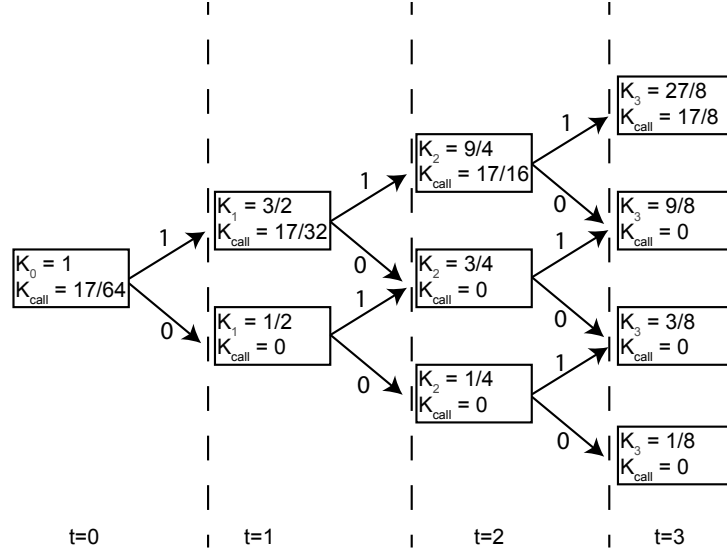 K3 = 27/8
Kcall = 17/8
1
K2 = 9/4
Kcall = 17/16
1
0
K1 = 3/2
Kcall = 17/32
K3 = 9/8
Kcall = 0
1
0
1
K0 = 1
Kcall = 17/64
K2 = 3/4
Kcall = 0
1
0
0
K1 = 1/2
Kcall = 0
K3 = 3/8
Kcall = 0
1
0
K2 = 1/4
Kcall = 0
0
K3 = 1/8
Kcall = 0
t=0
t=1
t=2
t=3